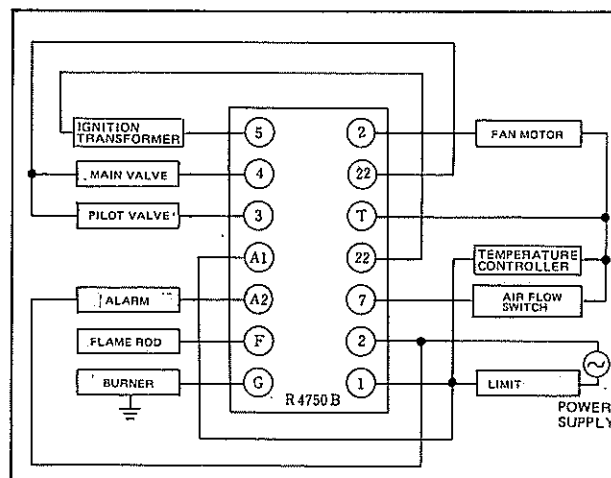 IGNITION
TRANSFORMER
5
2
FAN MOTOR
MAIN VALVE
4
22
PILOT VALVE
3
T
A1
22
TEMPERATURE
CONTROLLER
ALARM
A2
7
AIR FLOW
SWITCH
FLAME ROD
F
2
BURNER
G
1
LIMIT
R4750B
POWER
SUPPLY